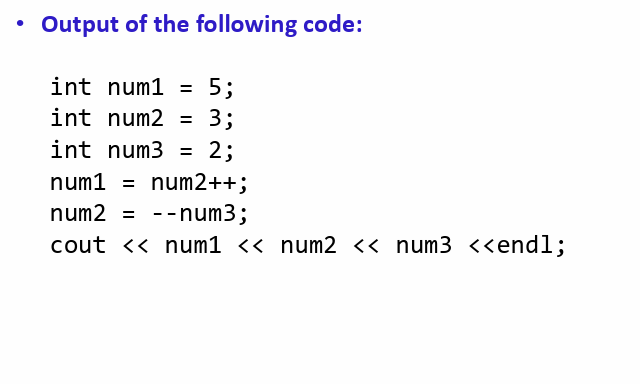 • Output of the following code:
int num1 = 5;
int num2 = 3;
int num3 = 2;
num1 = num2++;
num2 = --num3;
cout << num1 << num2 << num3 <<endl;